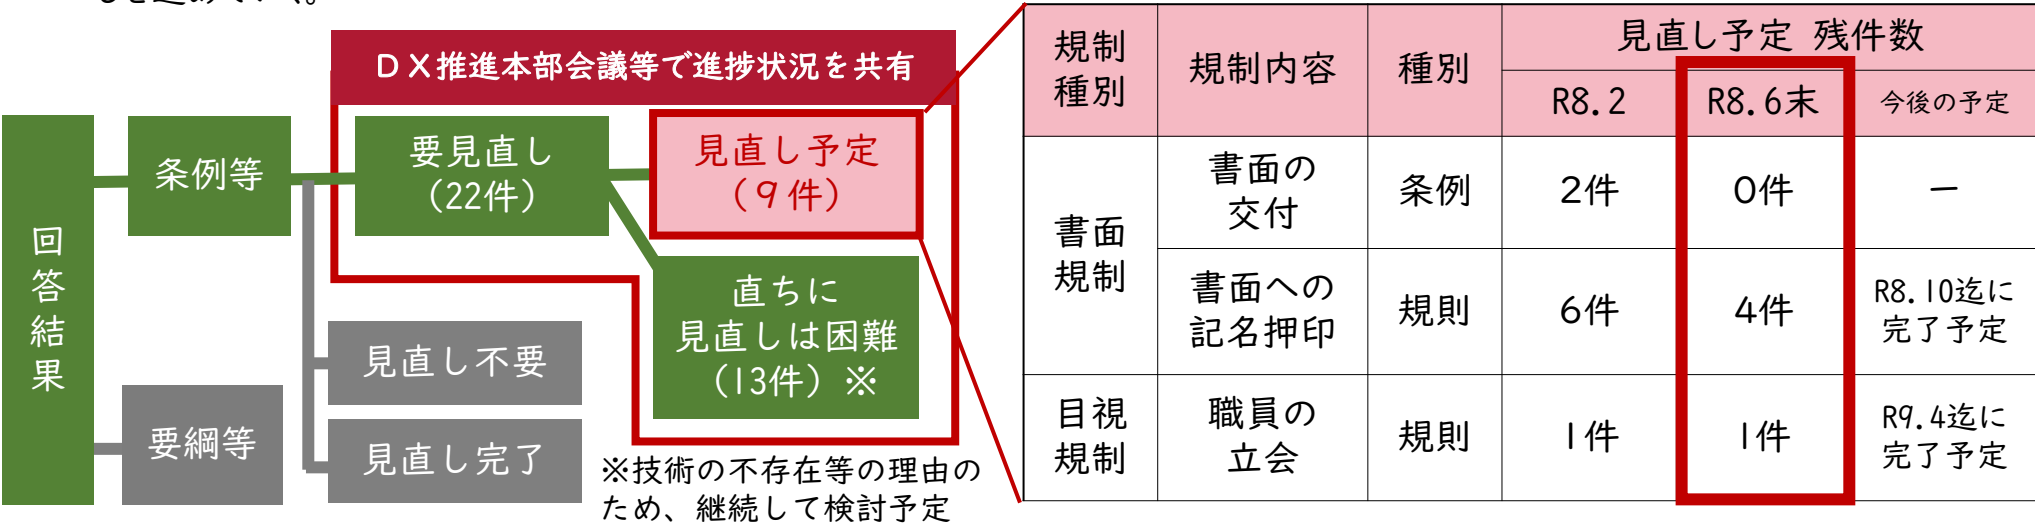 DX推進本部会議等で進捗状況を共有
回答結果
条例等
要綱等
要見直し
(22件)
見直し予定
(9件)
直ちに
見直しは困難
(13件)※
見直し不要
見直し完了
※技術の不存在等の理由の
ため、継続して検討予定
規制
種別
規制内容
種別
見直し予定 残件数
R8.2
R8.6末
今後の予定
書面
規制
書面の
交付
条例
2件
0件
ー
書面への
記名押印
規則
6件
4件
R8.10迄に
完了予定
目視
規制
職員の
立会
規則
1件
1件
R9.4迄に
完了予定